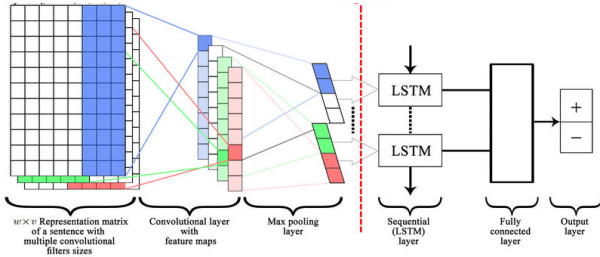 LSTM
LSTM
+
−
w×v Representation matrix
of a sentence with
multiple convolutional
filters sizes
Convolutional layer
with
feature maps
Max pooling
layer
Sequential
(LSTM)
layer
Fully
connected
layer
Output
layer